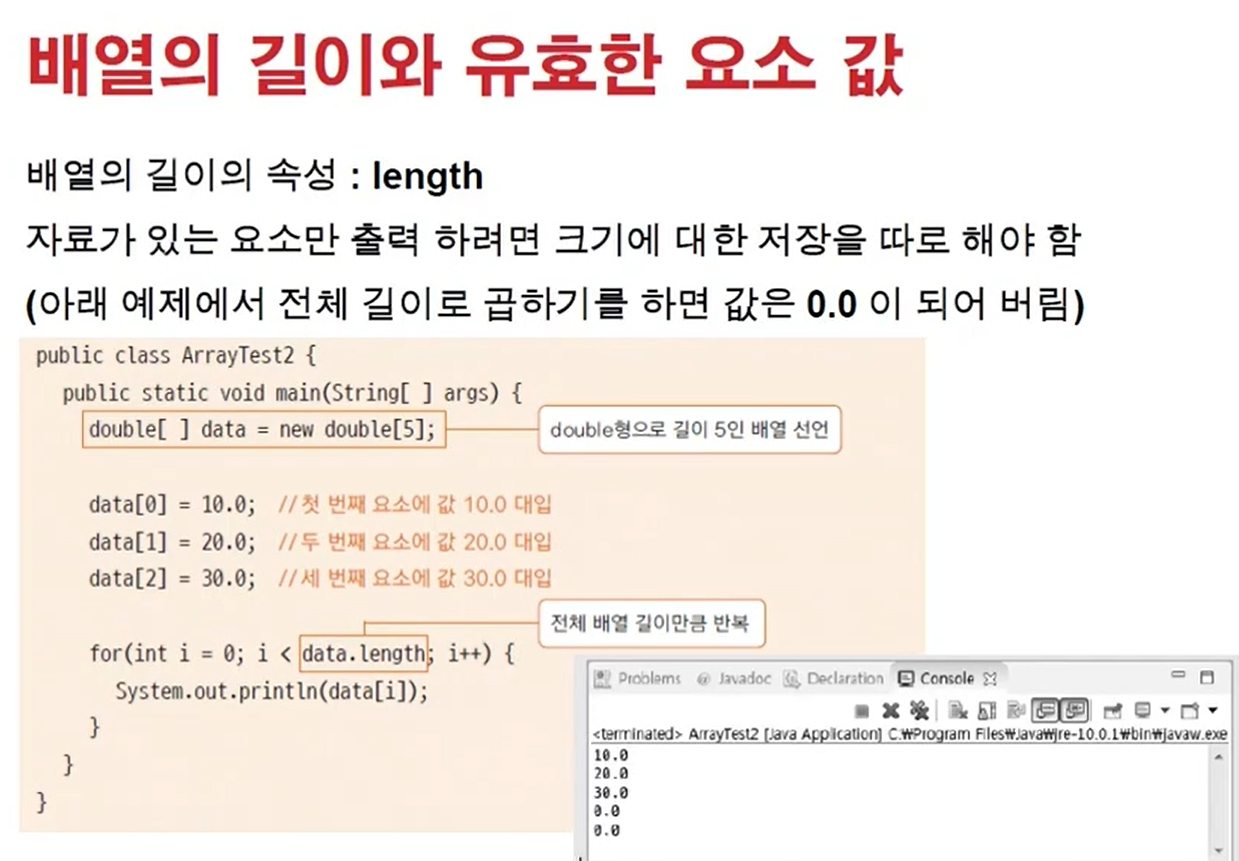 배열의 길이와 유효한 요소 값
배열의 길이의 속성 : length
자료가 있는 요소만 출력 하려면 크기에 대한 저장을 따로 해야 함
(아래 예제에서 전체 길이로 곱하기를 하면 값은 0.0 이 되어 버림)
public class ArrayTest2 {
public static void main(String[ ] args) {
double[ ] data = new double[5];
double형으로 길이 5인 배열 선언
data[0] = 10.0; //첫 번째 요소에 값 10.0 대입
data[1] = 20.0; //두 번째 요소에 값 20.0 대입
data[2] = 30.0; //세 번째 요소에 값 30.0 대입
전체 배열 길이만큼 반복
for(int i = 0; i < data.length; i++) {
System.out.println(data[i]);
}
}
}
Problems @ Javadoc Declaration Console
<terminated> ArrayTest2 [Java Application] C:₩Program Files₩Java₩jre-10.0.1₩bin₩javaw.exe
10.0
20.0
30.0
0.0
0.0